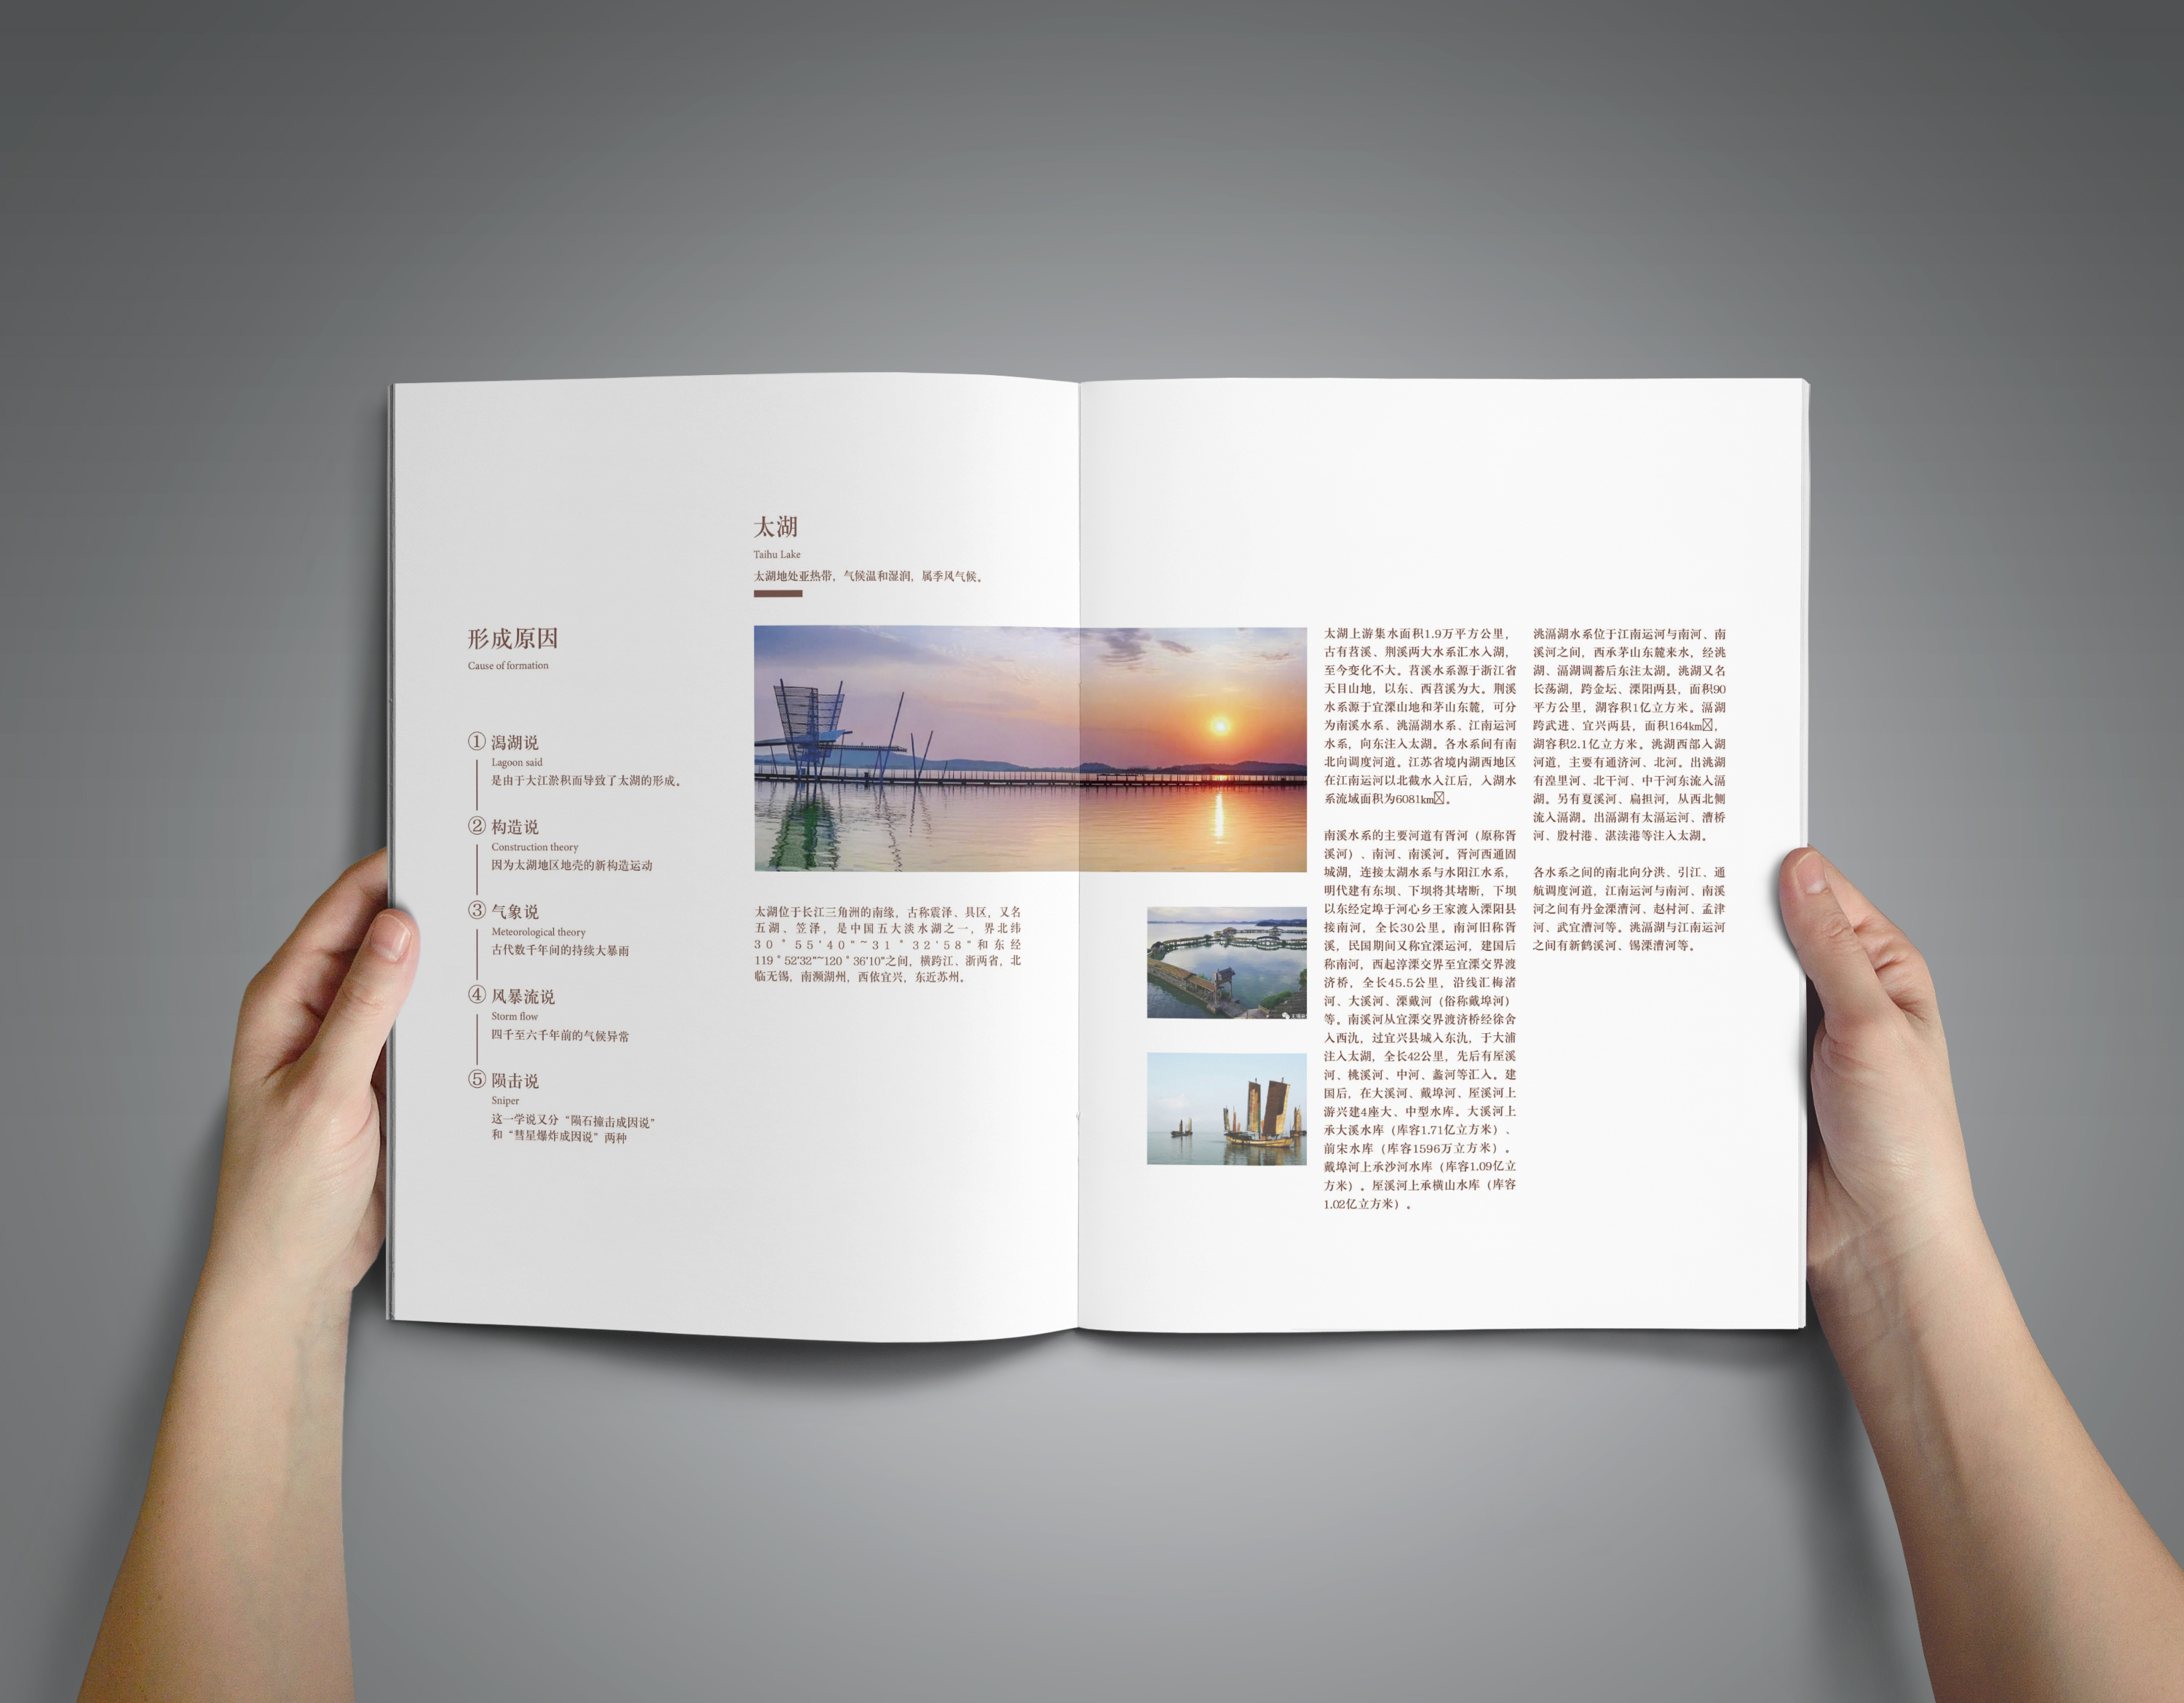 太湖
Taihu Lake
太湖地处亚热带，气候温和湿润，属季风气候。
形成原因
Cause of formation
① 潟湖说
Lagoon said
是由于大江淤积而导致了太湖的形成。
② 构造说
Construction theory
因为太湖地区地壳的新构造运动
③ 气象说
Meteorological theory
古代数千年间的持续大暴雨
④ 风暴流说
Storm flow
四千至六千年前的气候异常
⑤ 陨击说
Sniper
这一学说又分“陨石撞击成因说”
和“彗星爆炸成因说”两种
太湖位于长江三角洲的南缘，古称震泽、具区，又名
五湖、笠泽，是中国五大淡水湖之一，界北纬
30°55'40"~31°32'58"和东经
119°52'32"~120°36'10"之间，横跨江、浙两省，北
临无锡，南濒湖州，西依宜兴，东近苏州。
太湖上游集水面积1.9万平方公里，
古有苕溪、荆溪两大水系汇水入湖，
至今变化不大。苕溪水系源于浙江省
天目山地，以东、西苕溪为大。荆溪
水系源于宜溧山地和茅山东麓，可分
为南溪水系、洮滆湖水系、江南运河
水系，向东注入太湖。各水系间有南
北向调度河道。江苏省境内湖西地区
在江南运河以北截水入江后，入湖水
系流域面积为6081km☒。
南溪水系的主要河道有胥河（原称胥
溪河）、南河、南溪河。胥河西通固
城湖，连接太湖水系与水阳江水系，
明代建有东坝、下坝将其堵断，下坝
以东经定埠于河心乡王家渡入溧阳县
接南河，全长30公里。南河旧称胥
溪，民国期间又称宜溧运河，建国后
称南河，西起淳溧交界至宜溧交界渡
济桥，全长45.5公里，沿线汇梅渚
河、大溪河、溧戴河（俗称戴埠河）
等。南溪河从宜溧交界渡济桥经徐舍
入西氿，过宜兴县城入东氿，于大浦
注入太湖，全长42公里，先后有屋溪
河、桃溪河、中河、蠡河等汇入。建
国后，在大溪河、戴埠河、屋溪河上
游兴建4座大、中型水库。大溪河上
承大溪水库（库容1.71亿立方米）、
前宋水库（库容1596万立方米）。
戴埠河上承沙河水库（库容1.09亿立
方米）。屋溪河上承横山水库（库容
1.02亿立方米）。
洮滆湖水系位于江南运河与南河、南
溪河之间，西承茅山东麓来水，经洮
湖、滆湖调蓄后东注太湖。洮湖又名
长荡湖，跨金坛、溧阳两县，面积90
平方公里，湖容积1亿立方米。滆湖
跨武进、宜兴两县，面积164km☒，
湖容积2.1亿立方米。洮湖西部入湖
河道，主要有通济河、北河。出洮湖
有湟里河、北干河、中干河东流入滆
湖。另有夏溪河、扁担河，从西北侧
流入滆湖。出滆湖有太滆运河、漕桥
河、殷村港、湛渎港等注入太湖。
各水系之间的南北向分洪、引江、通
航调度河道，江南运河与南河、南溪
河之间有丹金溧漕河、赵村河、孟津
河、武宜漕河等。洮滆湖与江南运河
之间有新鹤溪河、锡溧漕河等。